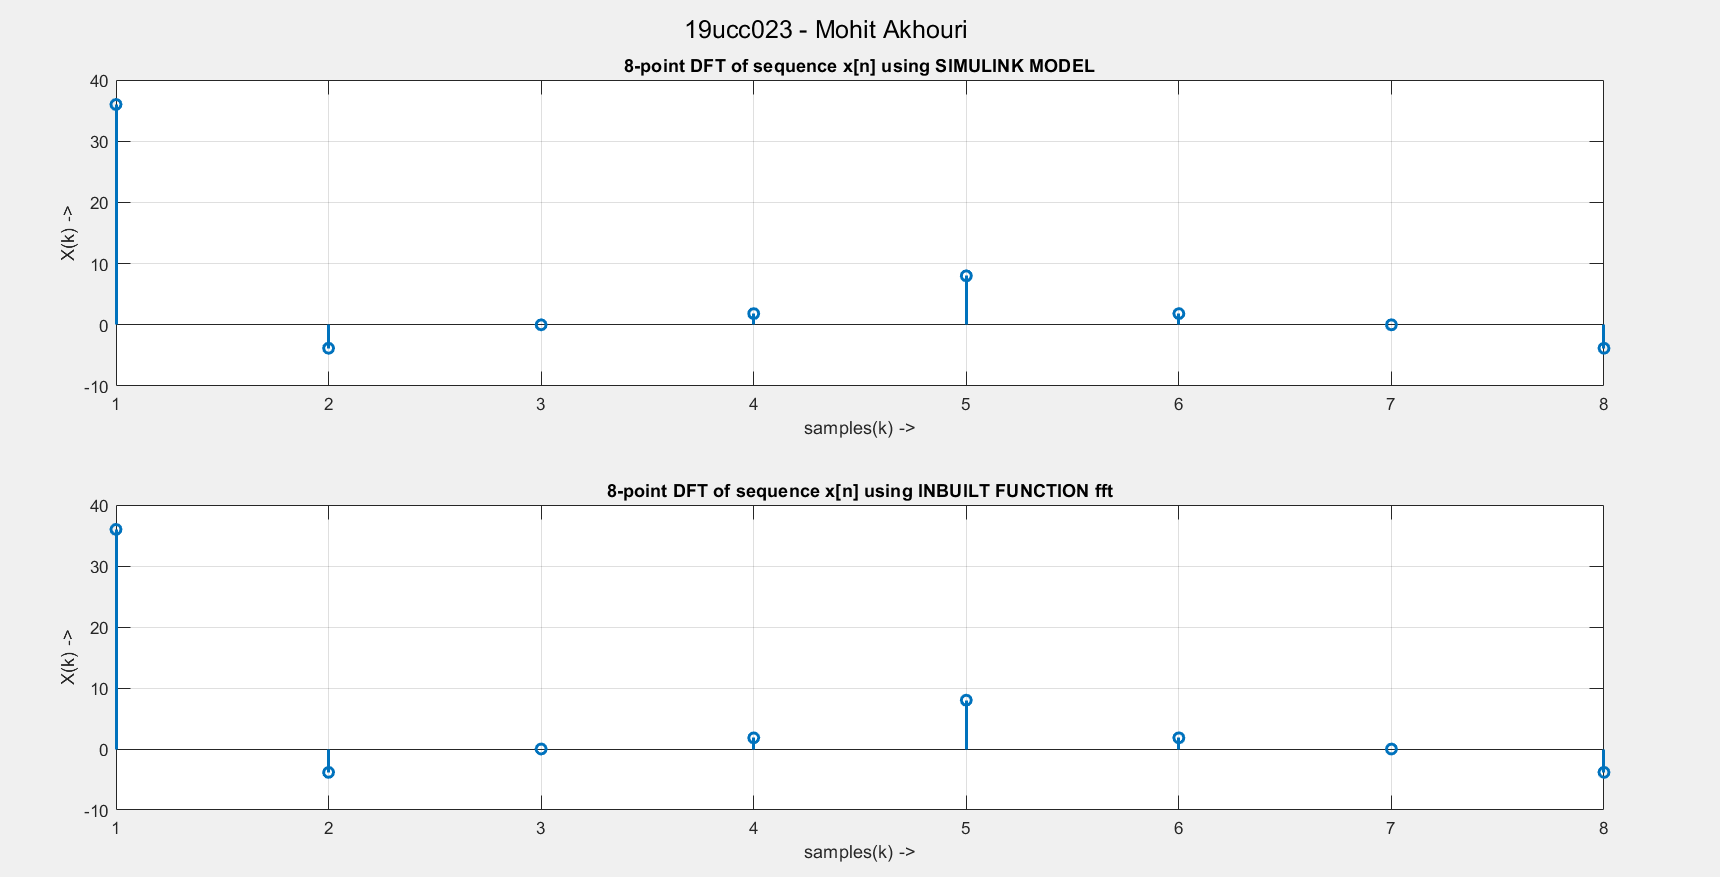 19ucc023 - Mohit Akhouri
8-point DFT of sequence x[n] using SIMULINK MODEL
40
30
20
10
0
-10
X(k) ->
1 2 3 4 5 6 7 8
samples(k) ->
8-point DFT of sequence x[n] using INBUILT FUNCTION fft
40
30
20
10
0
-10
X(k) ->
1 2 3 4 5 6 7 8
samples(k) ->